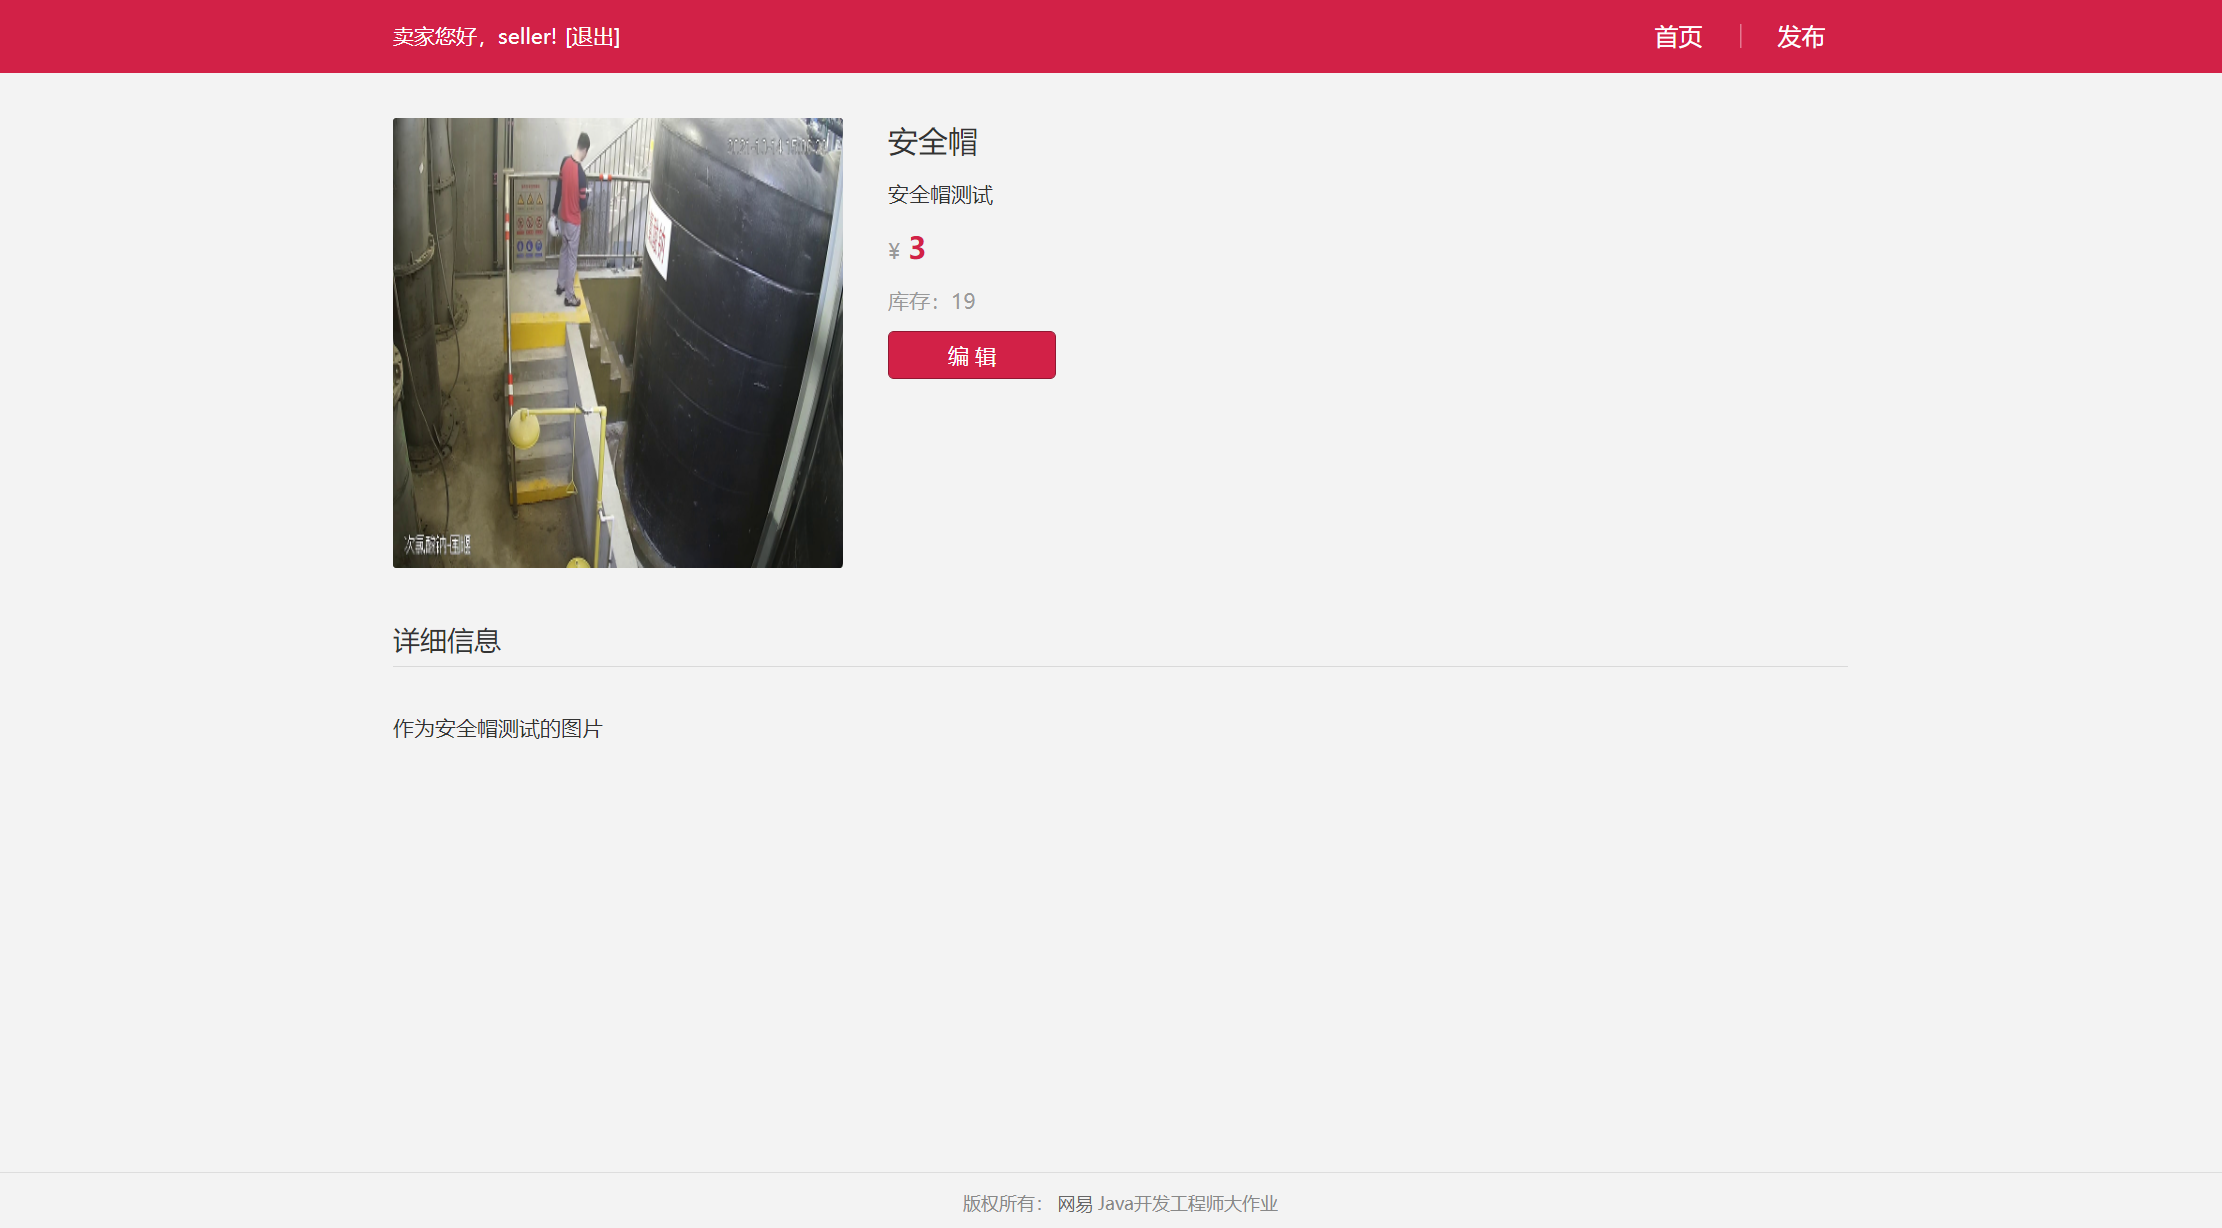 卖家您好，seller! [退出]
首页
发布
安全帽
安全帽测试
¥ 3
库存：19
编 辑
次氯酸钠-围堰
详细信息
作为安全帽测试的图片
版权所有： 网易 Java开发工程师大作业